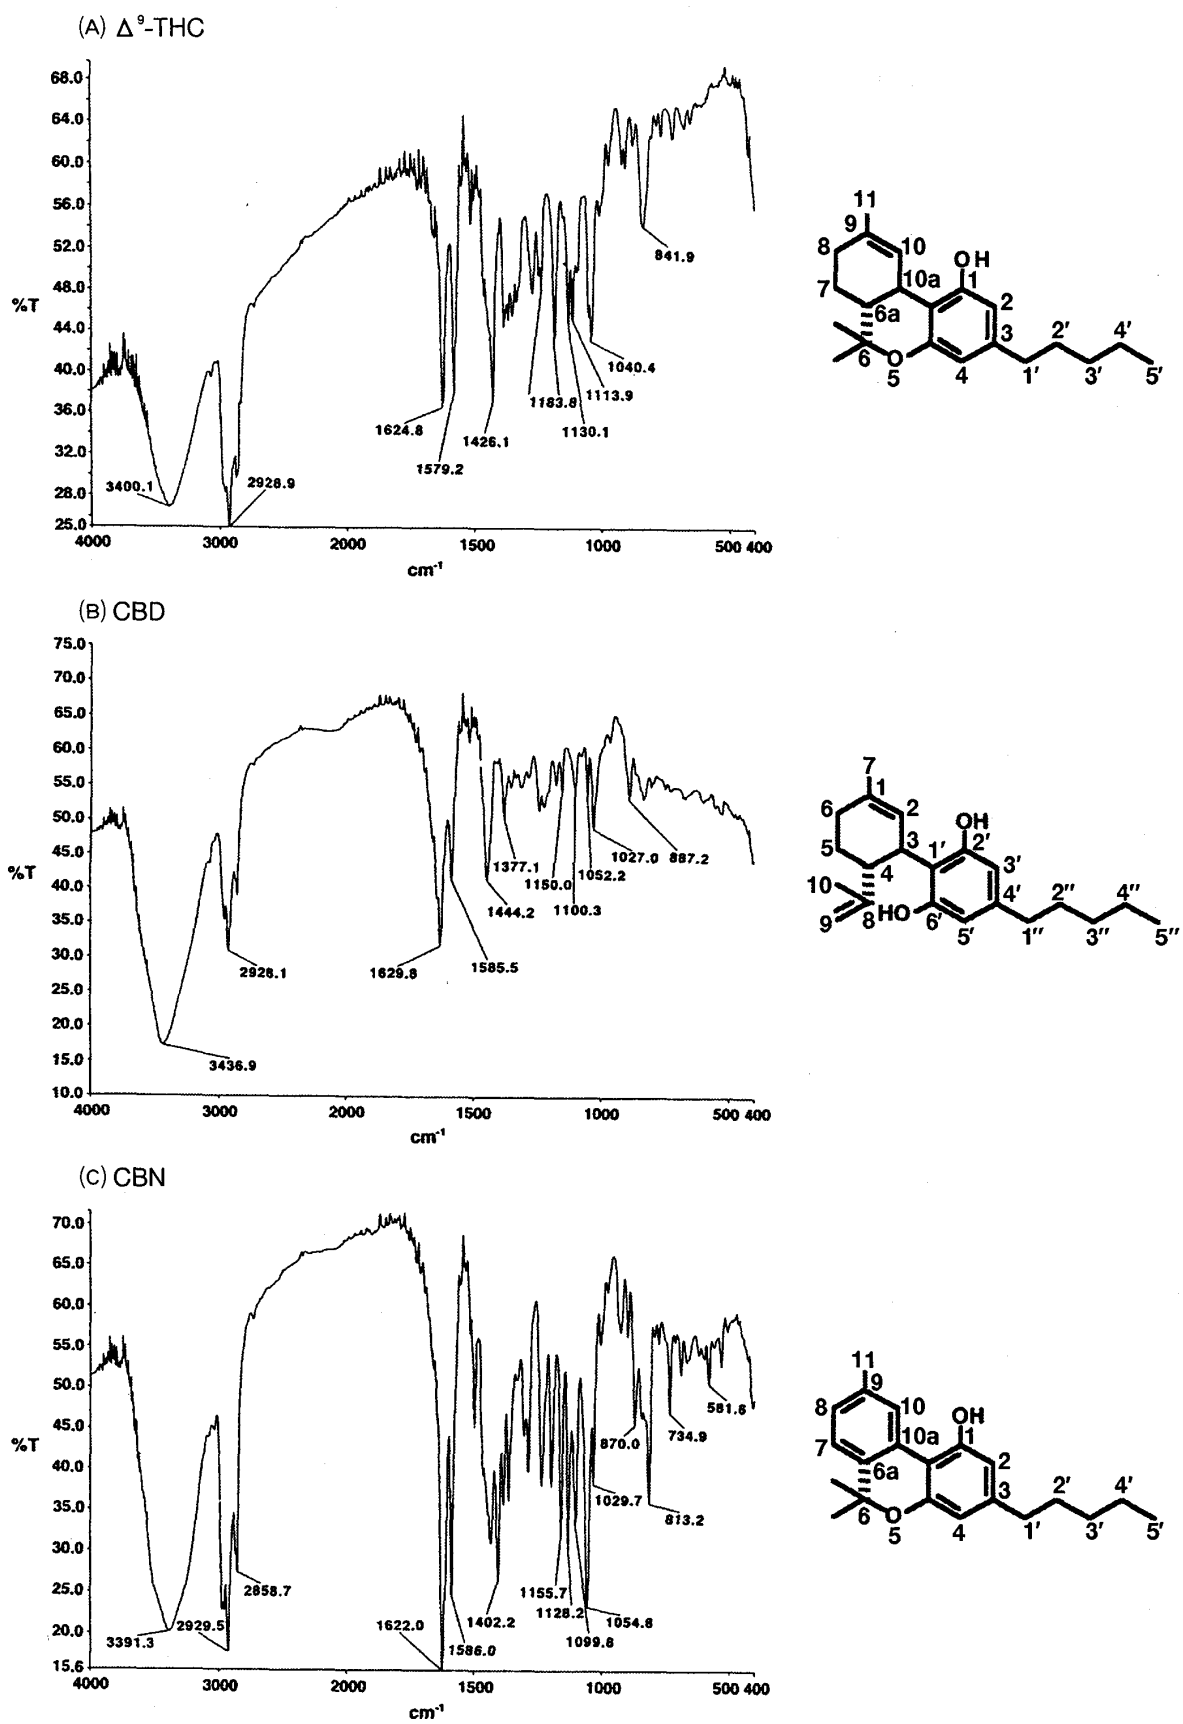 (A) Δ⁹-THC
68.0
64.0
60.0
56.0
52.0
48.0
%T
44.0
40.0
36.0
32.0
28.0
25.0
841.9
1040.4
1183.8 1113.9
1624.8 1426.1 1130.1
1579.2
3400.1 2928.9
4000 3000 2000 1500 1000 500 400
cm⁻¹
11
9
8 10
OH
7 10a 1
6a 2
3 2' 4'
6 O
5 4 1' 3' 5'
(B) CBD
75.0
70.0
65.0
60.0
55.0
50.0
45.0
%T
40.0
35.0
30.0
25.0
20.0
15.0
10.0
1377.1 1150.0 1052.2 1027.0 887.2
1444.2 1100.3
2928.1 1629.8 1585.5
3436.9
4000 3000 2000 1500 1000 500 400
cm⁻¹
7
1
6 2
OH
5 3 1' 2'
4 3'
10 4' 2'' 4''
HO
9 8 6' 5' 1'' 3'' 5''
(C) CBN
70.0
65.0
60.0
55.0
50.0
45.0
%T
40.0
35.0
30.0
25.0
20.0
15.6
581.6
870.0 734.9
1029.7 813.2
2858.7 1155.7
1402.2 1128.2 1054.8
3391.3 2929.5 1622.0 1586.0 1099.8
4000 3000 2000 1500 1000 500 400
cm⁻¹
11
9
8 10
OH
7 10a 1
6a 2
3 2' 4'
6 O
5 4 1' 3' 5'